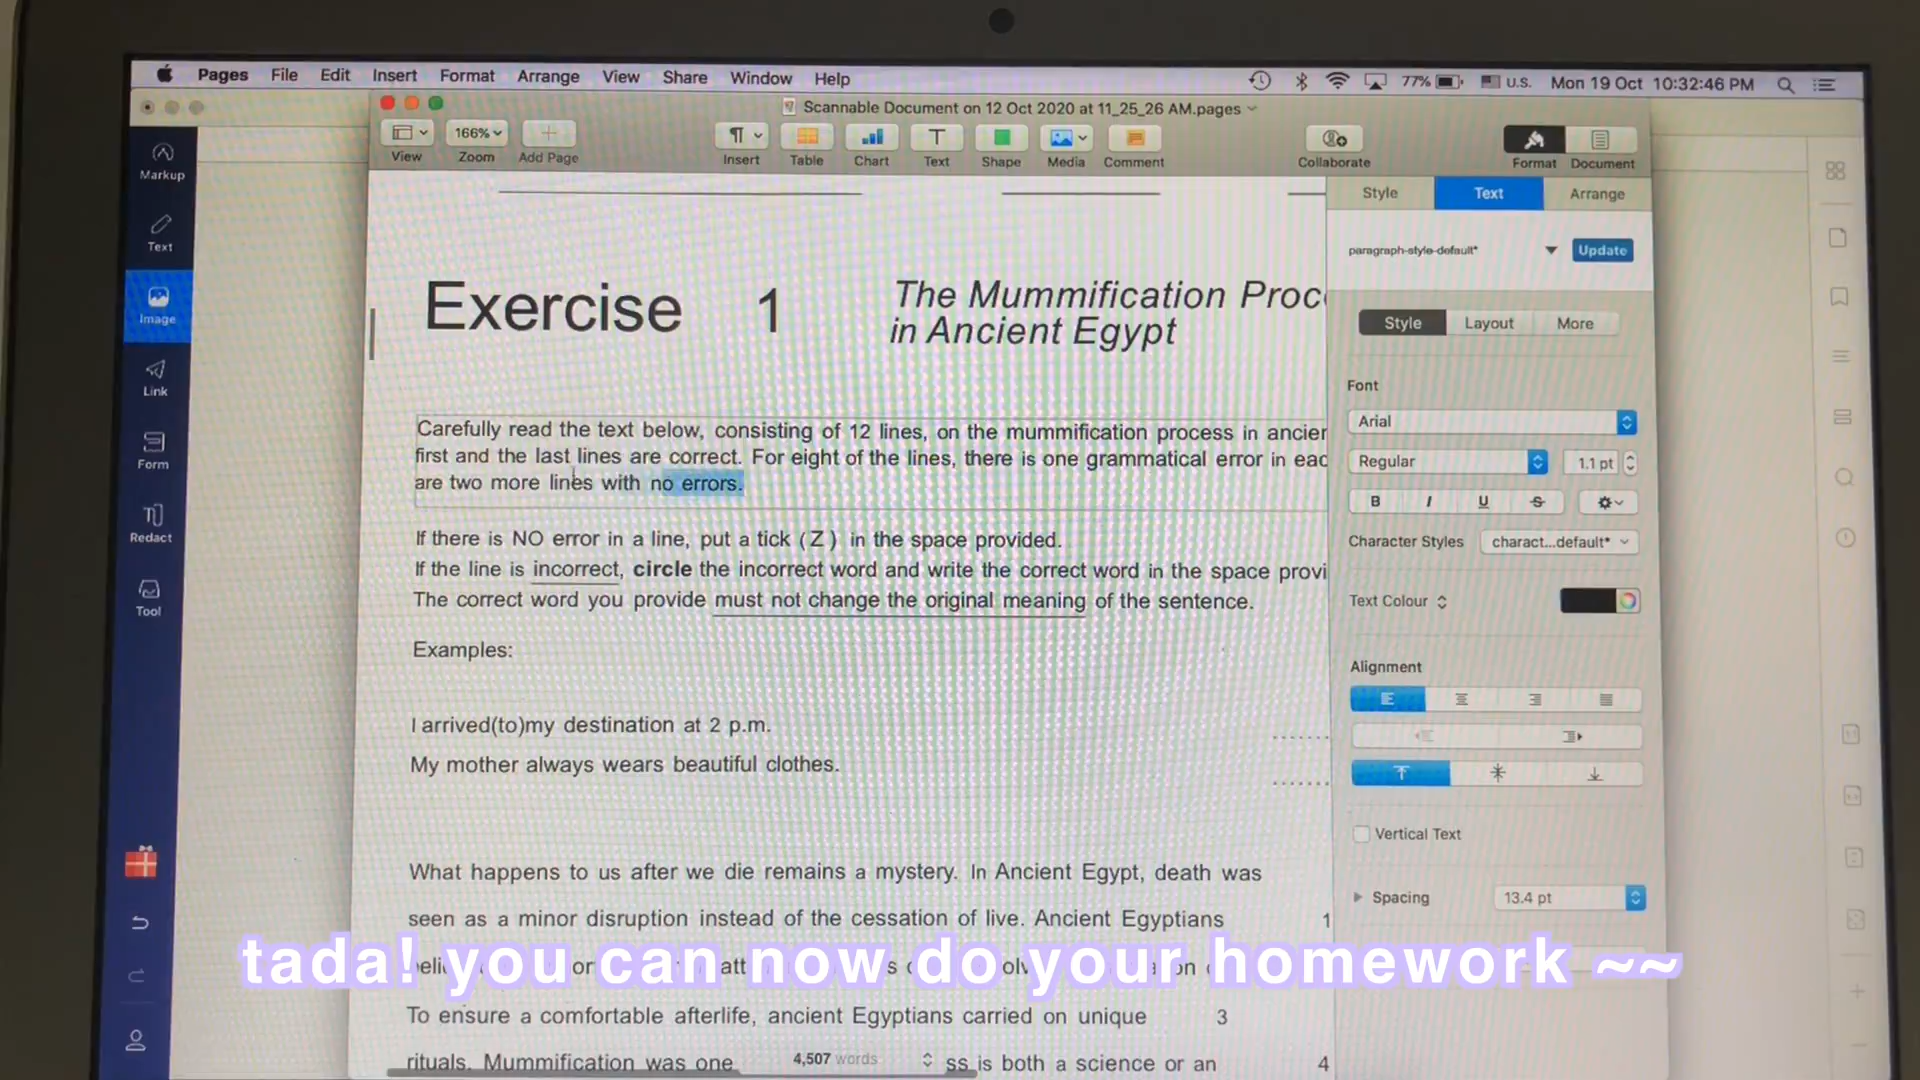 Pages File Edit Insert Format Arrange View Share Window Help 77% U.S. Mon 19 Oct 10:32:46 PM
Scannable Document on 12 Oct 2020 at 11_25_26 AM.pages
166%
View Zoom Add Page Insert Table Chart Text Shape Media Comment Collaborate Format Document
Markup
Text
Image
Link
Form
Redact
Tool
Style Text Arrange
paragraph-style-default* Update
Style Layout More
Font
Arial
Regular 1.1 pt
B I U S
Character Styles charact...default*
Text Colour
Alignment
Vertical Text
Spacing 13.4 pt
Exercise 1 The Mummification Proc
in Ancient Egypt
Carefully read the text below, consisting of 12 lines, on the mummification process in ancien
first and the last lines are correct. For eight of the lines, there is one grammatical error in eac
are two more lines with no errors.
If there is NO error in a line, put a tick (Z) in the space provided.
If the line is incorrect, circle the incorrect word and write the correct word in the space provi
The correct word you provide must not change the original meaning of the sentence.
Examples:
I arrived(to)my destination at 2 p.m.
My mother always wears beautiful clothes.
What happens to us after we die remains a mystery. In Ancient Egypt, death was
seen as a minor disruption instead of the cessation of live. Ancient Egyptians 1
tada! you can now do your homework ~~
To ensure a comfortable afterlife, ancient Egyptians carried on unique 3
rituals. Mummification was one ss is both a science or an 4
4,507 words